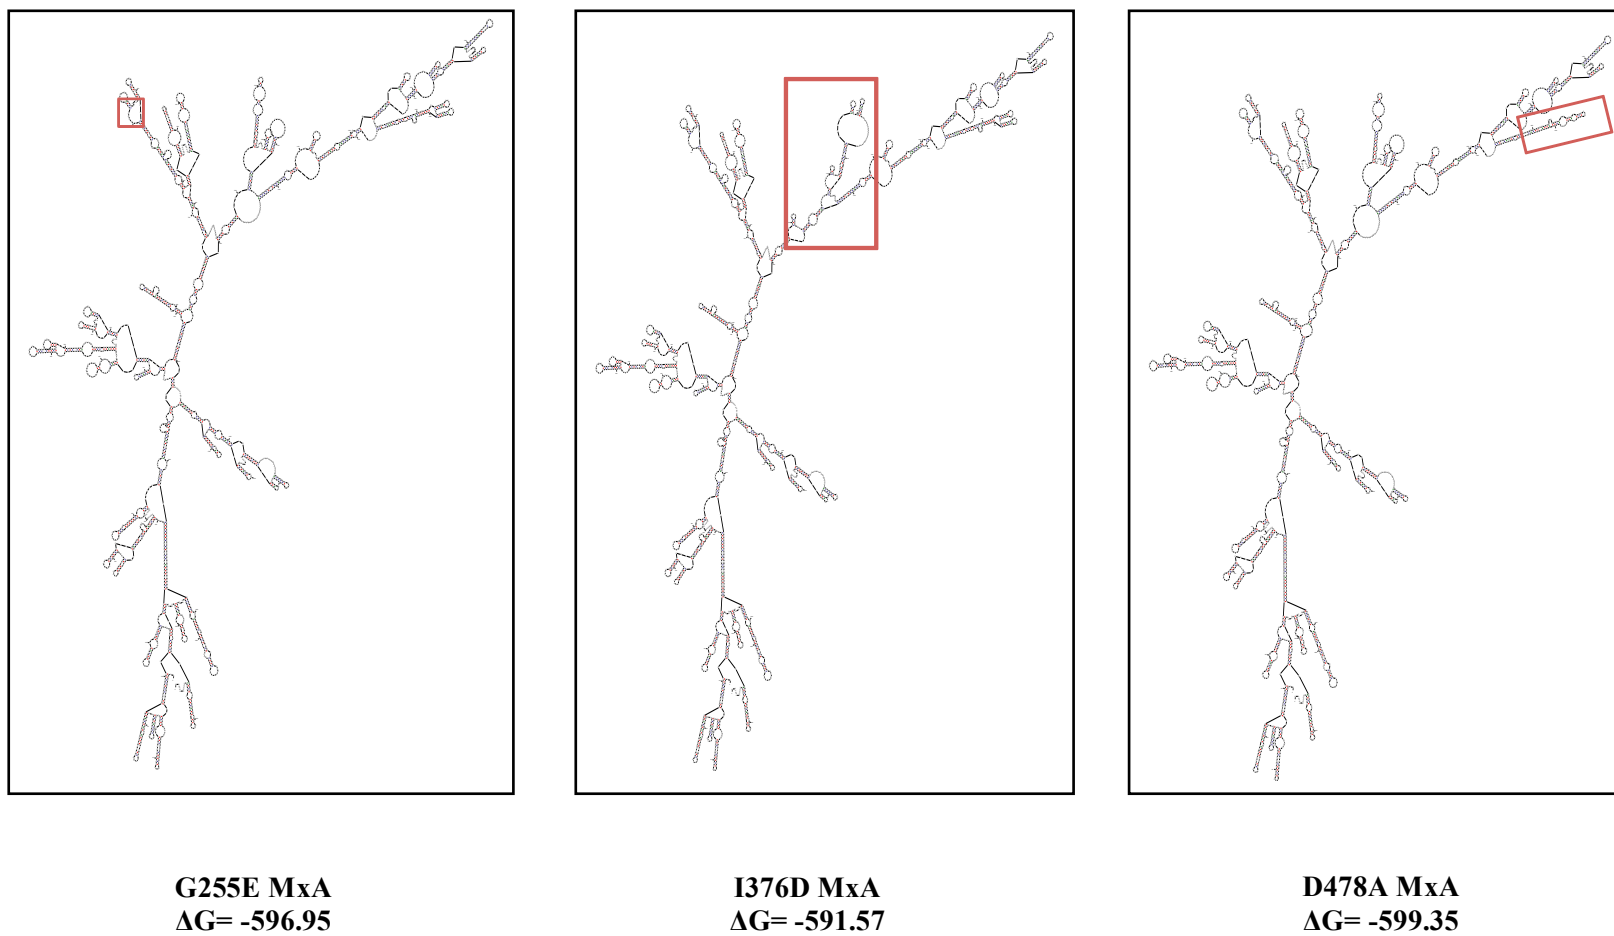 G255E MxA
ΔG= -596.95
I376D MxA
ΔG= -591.57
D478A MxA
ΔG= -599.35